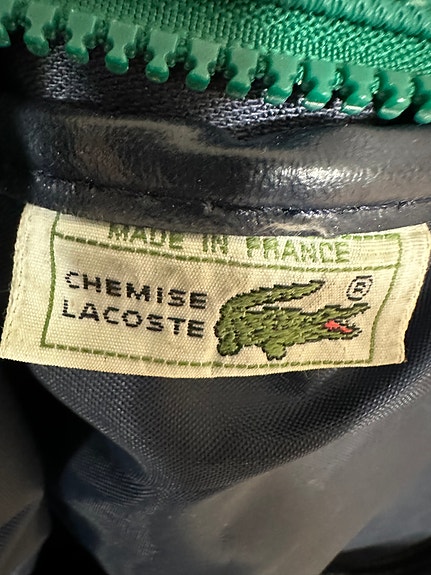 MADE IN FRANCE
CHEMISE
LACOSTE
®